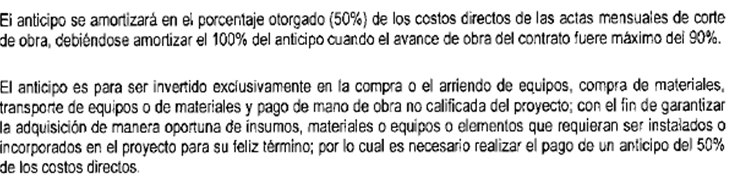 El anticipo se amortizará en el porcentaje otorgado (50%) de los costos directos de las actas mensuales de corte
de obra, debiéndose amortizar el 100% del anticipo cuando el avance de obra del contrato fuere máximo del 90%.
El anticipo es para ser invertido exclusivamente en la compra o el arriendo de equipos, compra de materiales,
transporte de equipos o de materiales y pago de mano de obra no calificada del proyecto; con el fin de garantizar
la adquisición de manera oportuna de insumos, materiales o equipos o elementos que requieran ser instalados o
incorporados en el proyecto para su feliz término; por lo cual es necesario realizar el pago de un anticipo del 50%
de los costos directos.